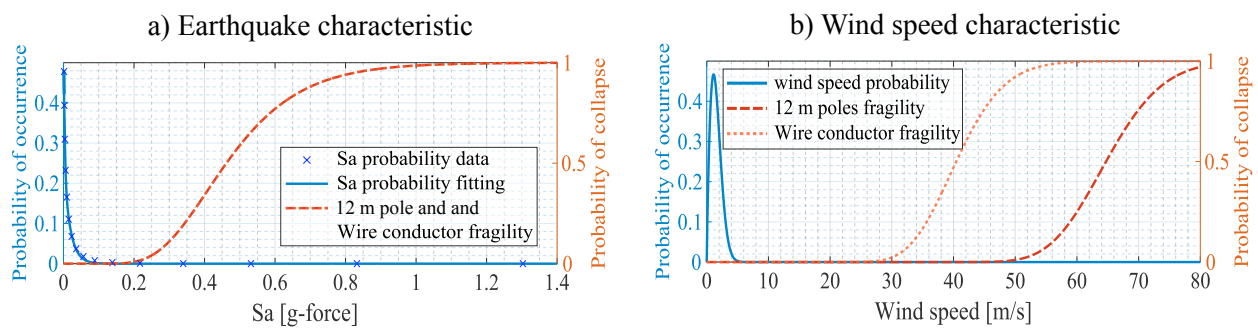 a) Earthquake characteristic
Probability of occurrence
0.4
0.3
0.2
0.1
0
0
0.2
0.4
0.6
0.8
1
1.2
1.4
Sa [g-force]
1
0.5
0
Probability of collapse
Sa probability data
Sa probability fitting
12 m pole and and
Wire conductor fragility
b) Wind speed characteristic
Probability of occurrence
0.4
0.3
0.2
0.1
0
0
10
20
30
40
50
60
70
80
Wind speed [m/s]
1
0.5
0
Probability of collapse
wind speed probability
12 m poles fragility
Wire conductor fragility